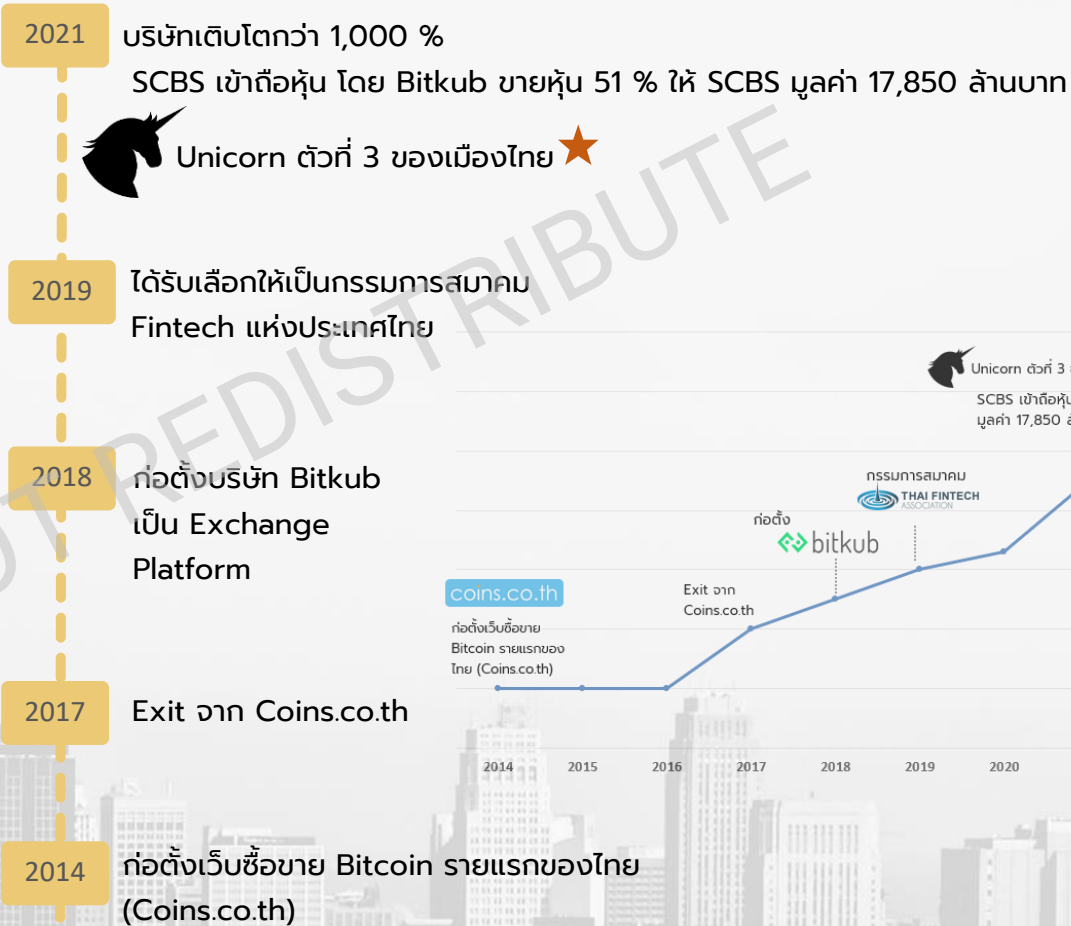 2021
บริษัทเติบโตกว่า 1,000 %
SCBS เข้าถือหุ้น โดย Bitkub ขายหุ้น 51 % ให้ SCBS มูลค่า 17,850 ล้านบาท
Unicorn ตัวที่ 3 ของเมืองไทย
2019
ได้รับเลือกให้เป็นกรรมการสมาคม
Fintech แห่งประเทศไทย
2018
ก่อตั้งบริษัท Bitkub
เป็น Exchange
Platform
2017
Exit จาก Coins.co.th
2014
ก่อตั้งเว็บซื้อขาย Bitcoin รายแรกของไทย
(Coins.co.th)
Unicorn ตัวที่ 3
SCBS เข้าถือหุ้น
มูลค่า 17,850
กรรมการสมาคม
THAI FINTECH
ASSOCIATION
ก่อตั้ง
bitkub
Exit จาก
Coins.co.th
coins.co.th
ก่อตั้งเว็บซื้อขาย
Bitcoin รายแรกของ
ไทย (Coins.co.th)
2014 2015 2016 2017 2018 2019 2020
REDISTRIBUTE